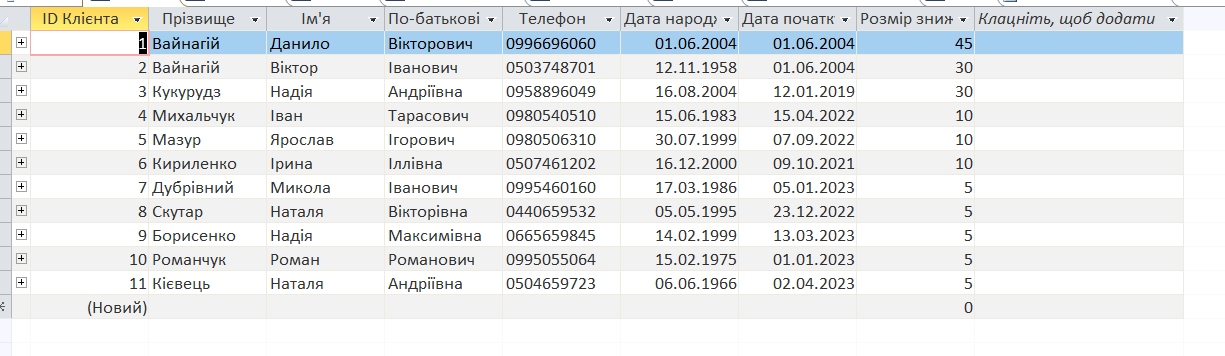 ID Клієнта Прізвище Ім'я По-батькові Телефон Дата народ Дата початк Розмір зниж Клацніть, щоб додати
1 Вайнагій Данило Вікторович 0996696060 01.06.2004 01.06.2004 45
2 Вайнагій Віктор Іванович 0503748701 12.11.1958 01.06.2004 30
3 Кукурудз Надія Андріївна 0958896049 16.08.2004 12.01.2019 30
4 Михальчук Іван Тарасович 0980540510 15.06.1983 15.04.2022 10
5 Мазур Ярослав Ігорович 0980506310 30.07.1999 07.09.2022 10
6 Кириленко Ірина Іллівна 0507461202 16.12.2000 09.10.2021 10
7 Дубрівний Микола Іванович 0995460160 17.03.1986 05.01.2023 5
8 Скутар Наталя Вікторівна 0440659532 05.05.1995 23.12.2022 5
9 Борисенко Надія Максимівна 0665659845 14.02.1999 13.03.2023 5
10 Романчук Роман Романович 0995055064 15.02.1975 01.01.2023 5
11 Кієвець Наталя Андріївна 0504659723 06.06.1966 02.04.2023 5
(Новий) 0